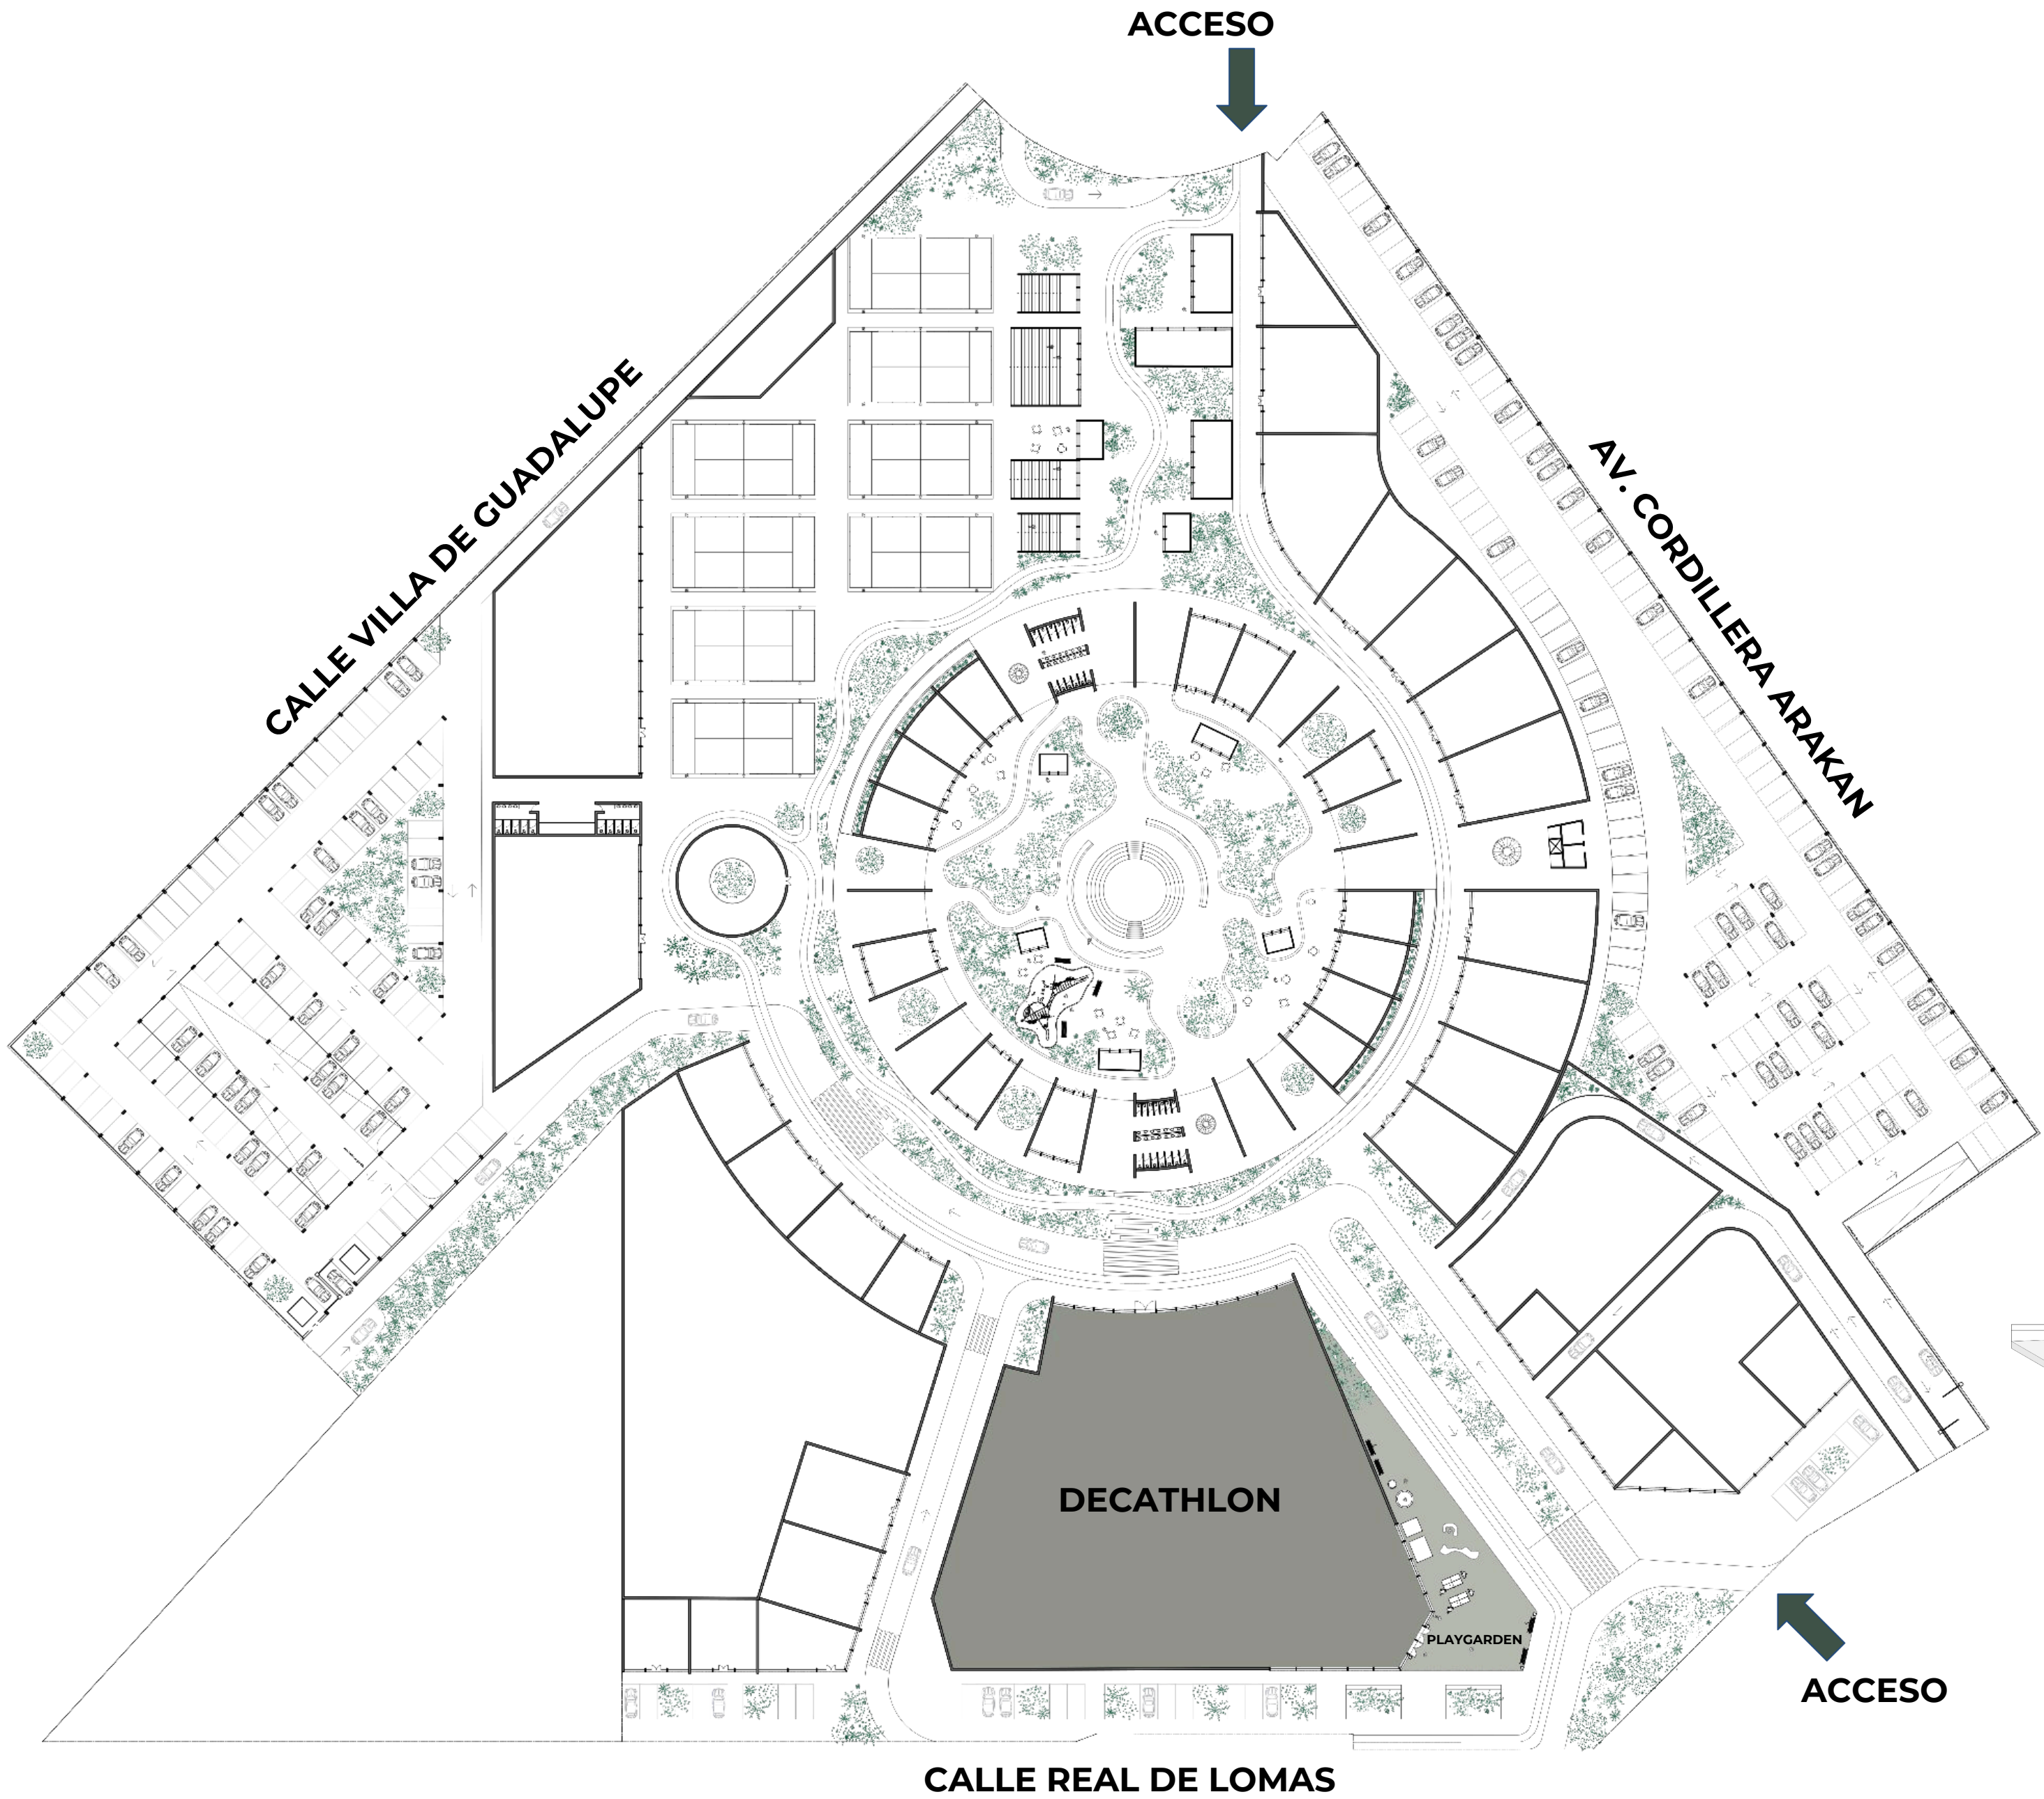 ACCESO
CALLE VILLA DE GUADALUPE
AV. CORDILLERA ARAKAN
DECATHLON
PLAYGARDEN
ACCESO
CALLE REAL DE LOMAS